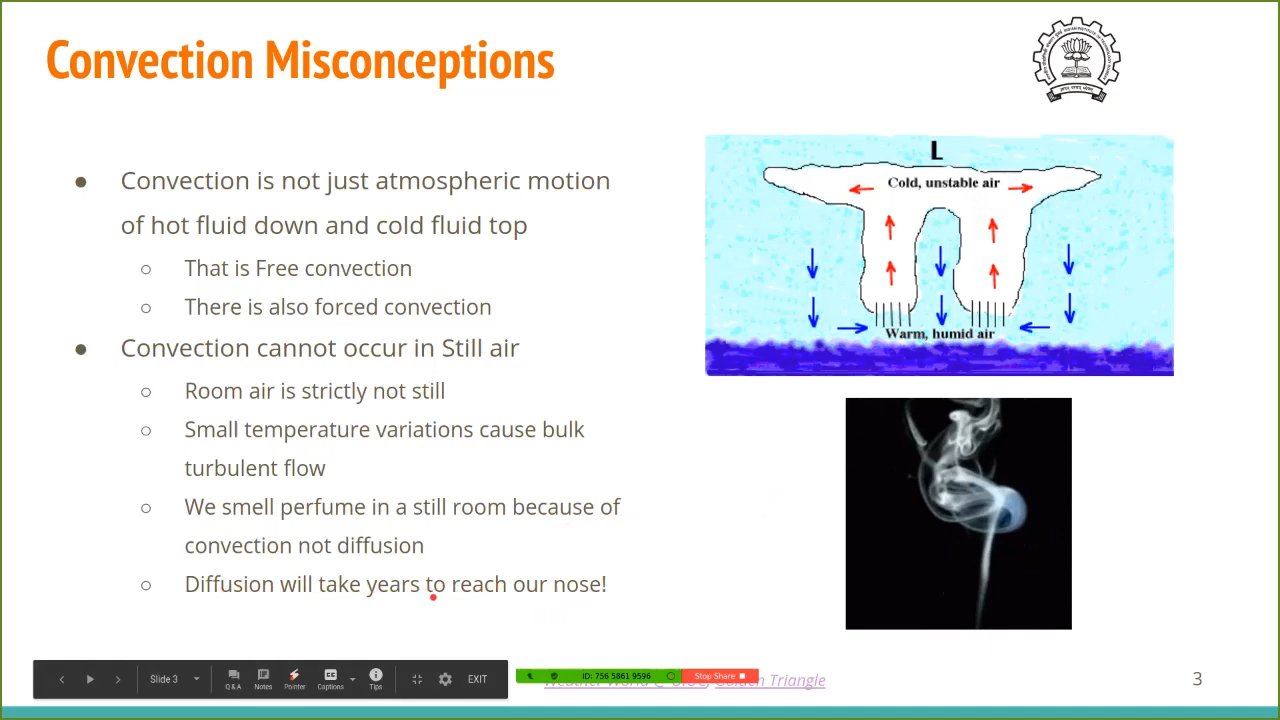 Convection Misconceptions
● Convection is not just atmospheric motion
of hot fluid down and cold fluid top
○ That is Free convection
○ There is also forced convection
● Convection cannot occur in Still air
○ Room air is strictly not still
○ Small temperature variations cause bulk
turbulent flow
○ We smell perfume in a still room because of
convection not diffusion
○ Diffusion will take years to reach our nose!
L
Cold, unstable air
Warm, humid air
Slide 3
Q & A
Notes
Pointer
Captions
Tips
EXIT
ID: 756 5861 9596
Stop Share
Triangle
3